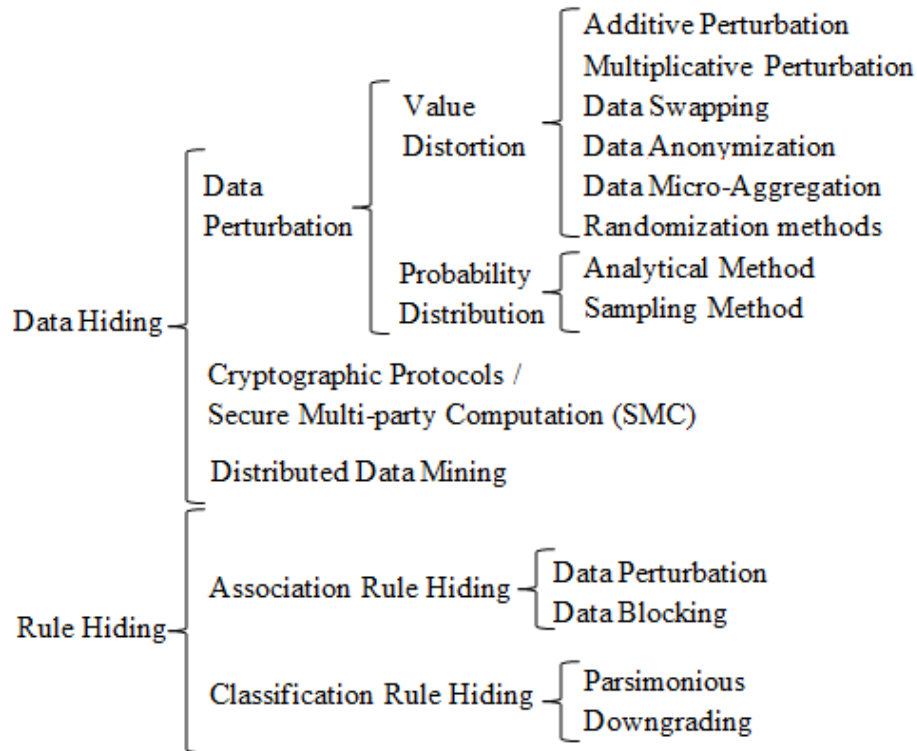 Data Hiding
Data
Perturbation
Value
Distortion
Additive Perturbation
Multiplicative Perturbation
Data Swapping
Data Anonymization
Data Micro-Aggregation
Randomization methods
Probability
Distribution
Analytical Method
Sampling Method
Cryptographic Protocols /
Secure Multi-party Computation (SMC)
Distributed Data Mining
Rule Hiding
Association Rule Hiding
Data Perturbation
Data Blocking
Classification Rule Hiding
Parsimonious
Downgrading